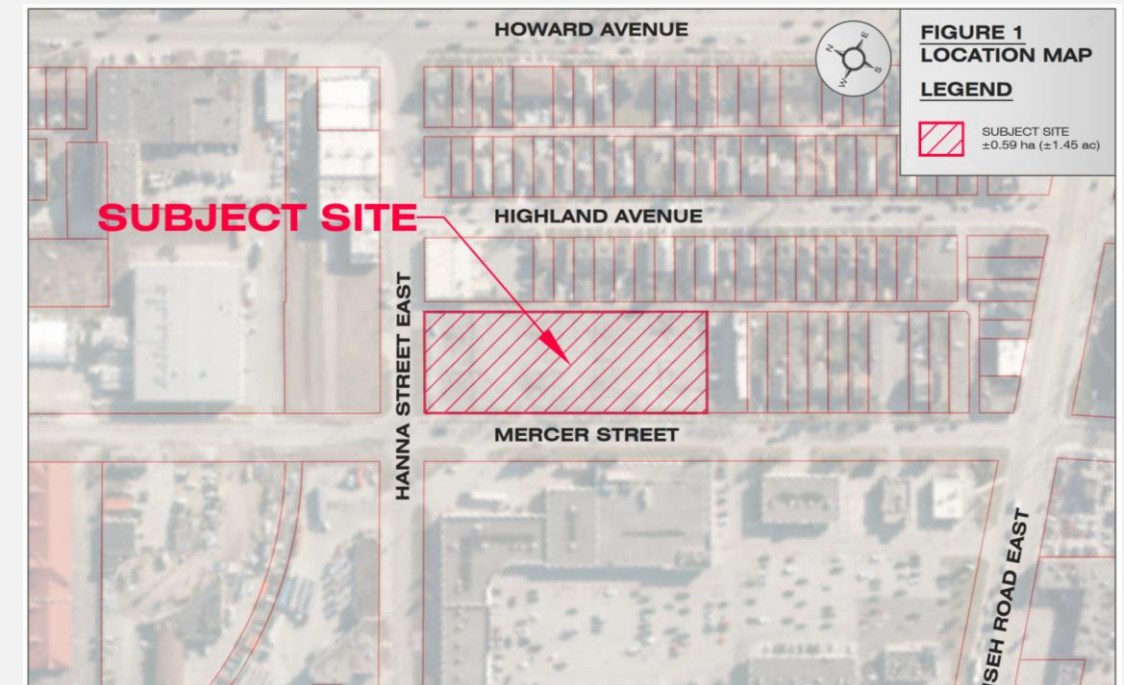 HOWARD AVENUE
N
E
S
W
FIGURE 1
LOCATION MAP
LEGEND
SUBJECT SITE
±0.59 ha (±1.45 ac)
SUBJECT SITE
HIGHLAND AVENUE
HANNA STREET EAST
MERCER STREET
SEH ROAD EAST